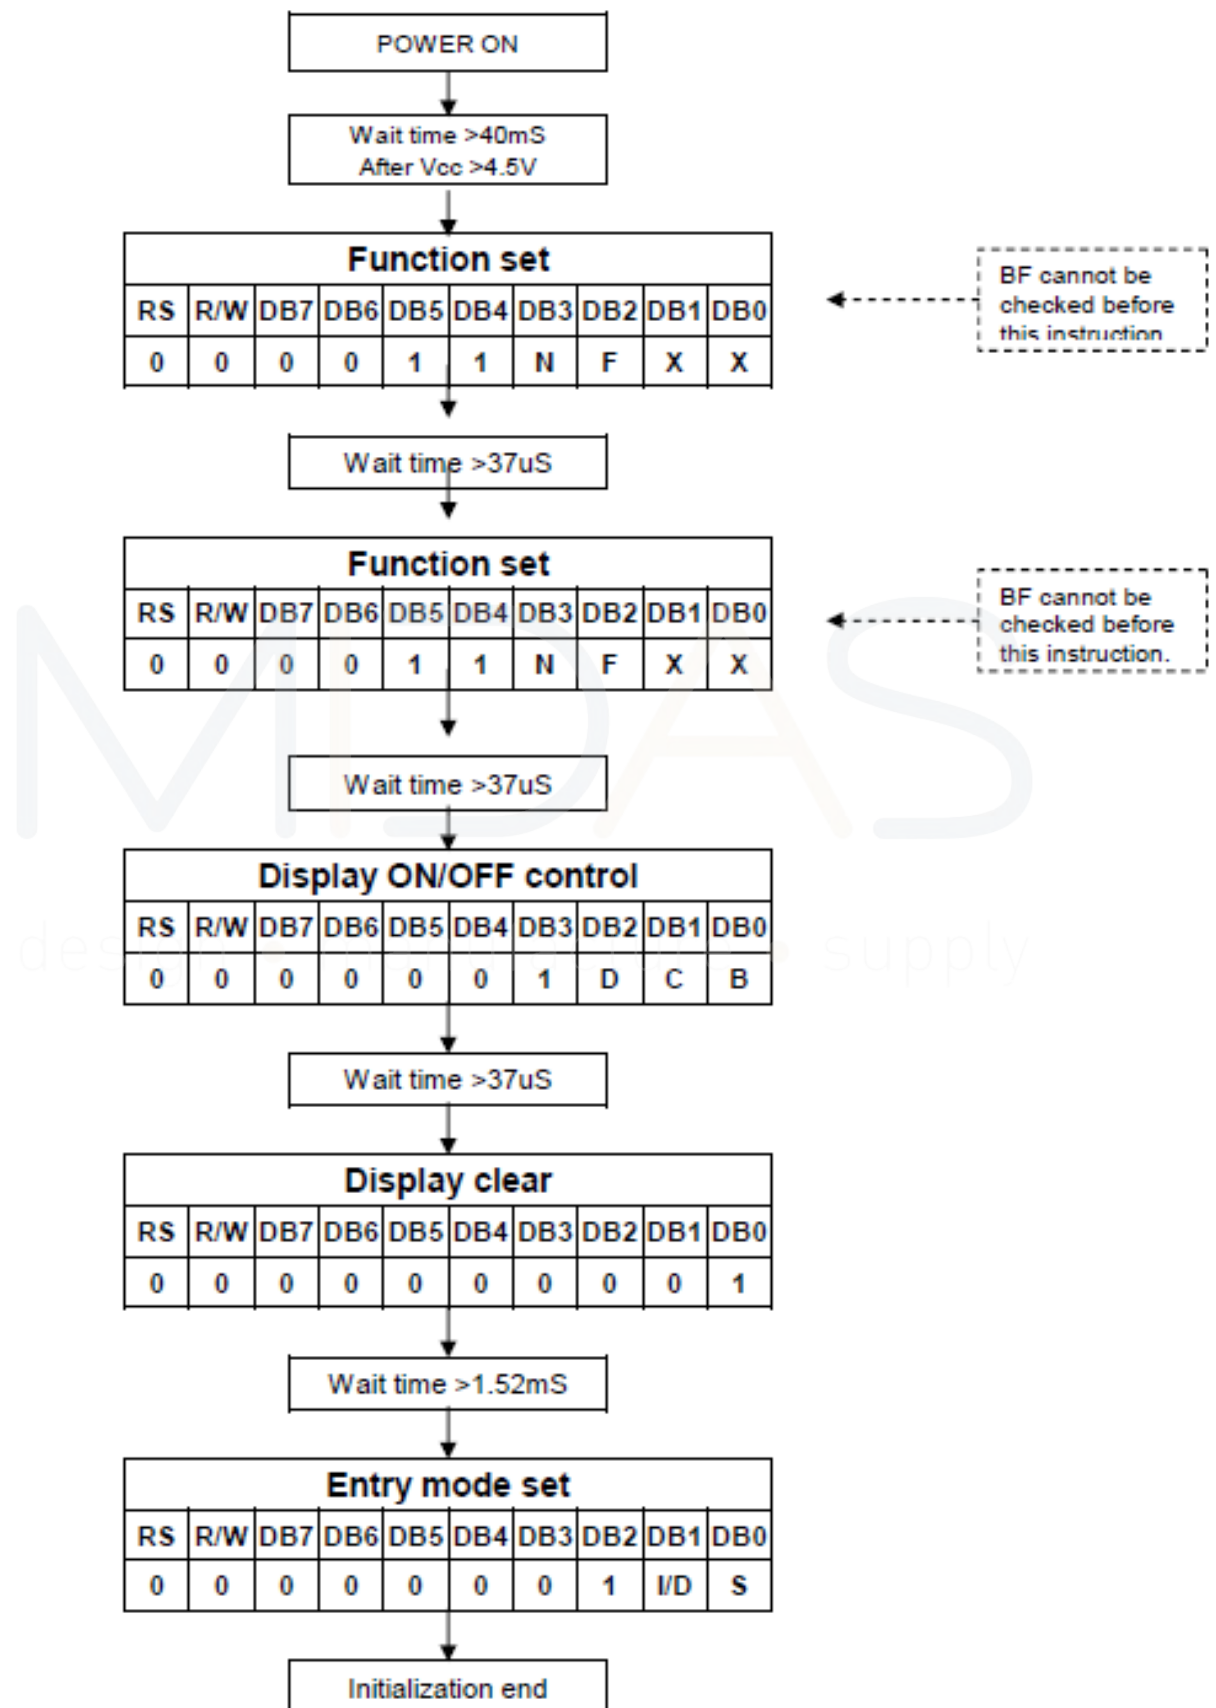 POWER ON
Wait time >40mS
After Vcc >4.5V
Function set
RS R/W DB7 DB6 DB5 DB4 DB3 DB2 DB1 DB0
0 0 0 0 1 1 N F X X
BF cannot be
checked before
this instruction
Wait time >37uS
Function set
RS R/W DB7 DB6 DB5 DB4 DB3 DB2 DB1 DB0
0 0 0 0 1 1 N F X X
BF cannot be
checked before
this instruction.
MIDAS
Wait time >37uS
Display ON/OFF control
RS R/W DB7 DB6 DB5 DB4 DB3 DB2 DB1 DB0
design • manufacture • supply
0 0 0 0 0 0 1 D C B
Wait time >37uS
Display clear
RS R/W DB7 DB6 DB5 DB4 DB3 DB2 DB1 DB0
0 0 0 0 0 0 0 0 0 1
Wait time >1.52mS
Entry mode set
RS R/W DB7 DB6 DB5 DB4 DB3 DB2 DB1 DB0
0 0 0 0 0 0 0 1 I/D S
Initialization end